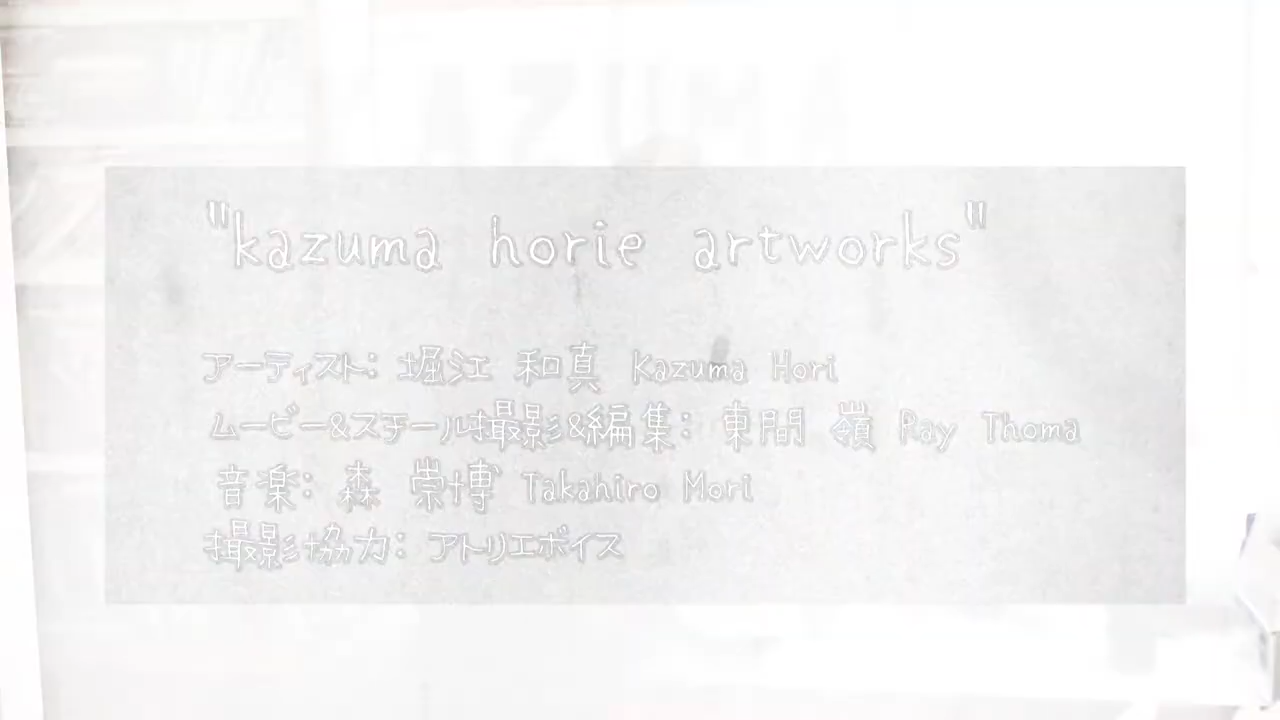 AZUMA
"kazuma horie artworks"
アーティスト: 堀江 和真 Kazuma Hori
ムービー&スチール撮影&編集: 東間 嶺 Ray Thoma
音楽: 森 崇博 Takahiro Mori
撮影協力: アトリエボイス